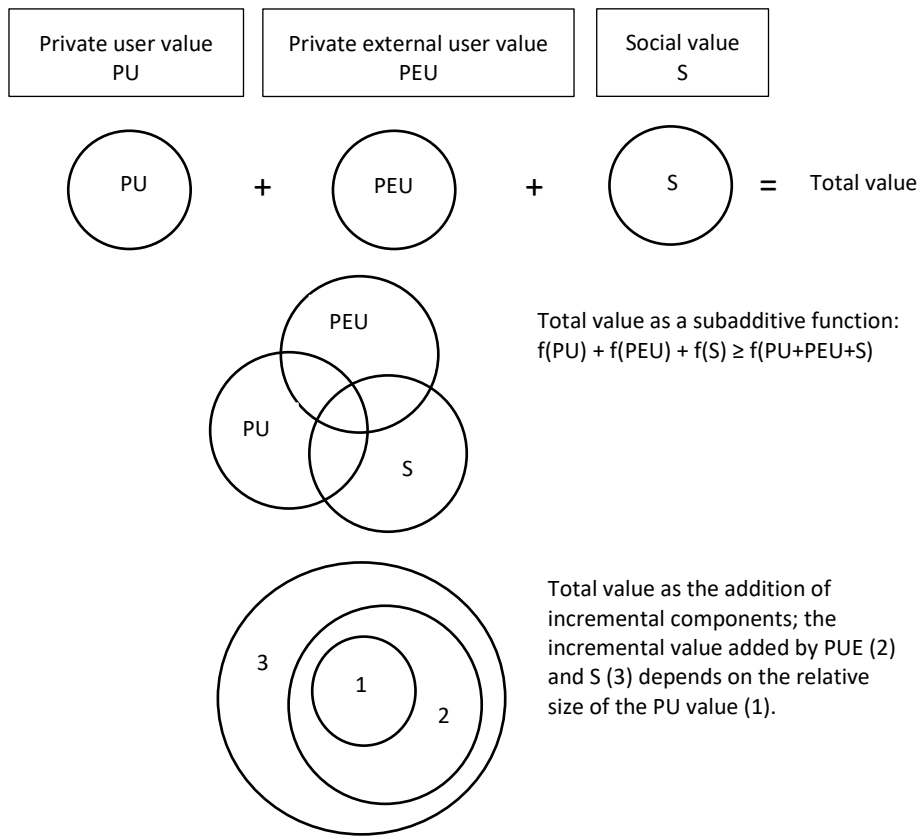 Private user value
PU
Private external user value
PEU
Social value
S
PU + PEU + S = Total value
PEU
PU
S
Total value as a subadditive function:
f(PU) + f(PEU) + f(S) ≥ f(PU+PEU+S)
3
1
2
Total value as the addition of
incremental components; the
incremental value added by PUE (2)
and S (3) depends on the relative
size of the PU value (1).